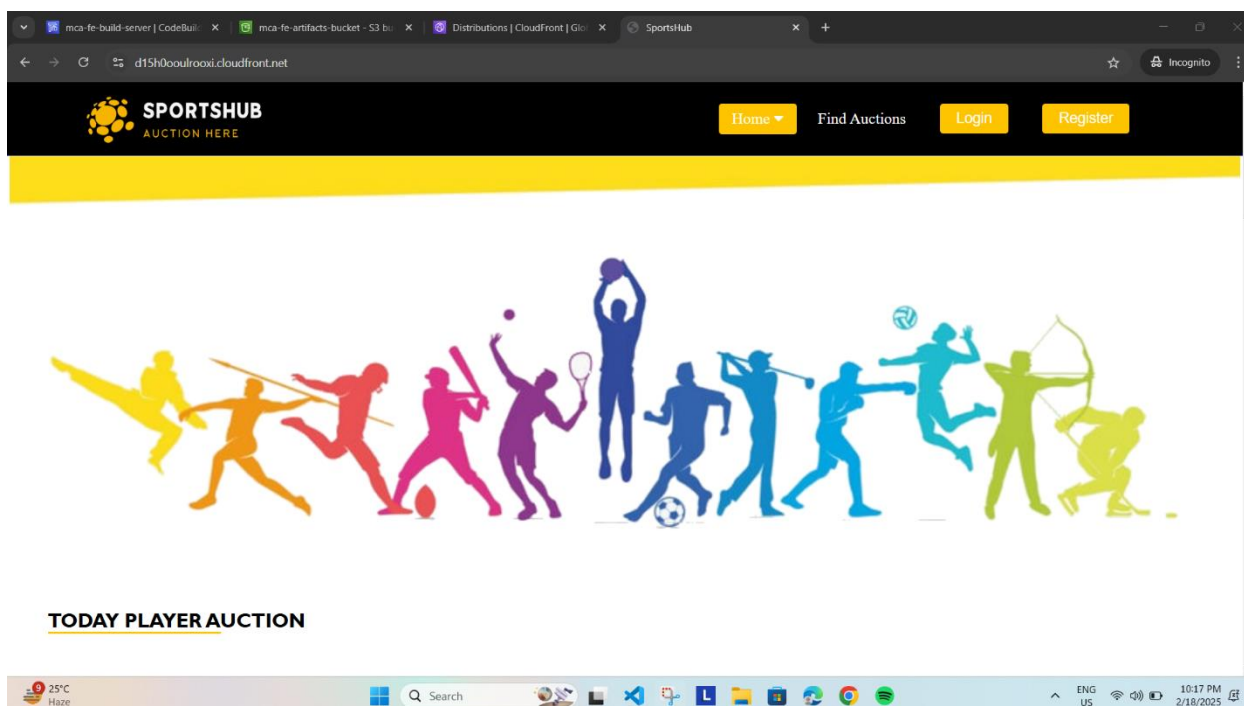 mca-fe-build-server | CodeBuil
mca-fe-artifacts-bucket - S3 bu
Distributions | CloudFront | Glo
SportsHub
d15h0ooulrooxi.cloudfront.net
Incognito
SPORTSHUB
AUCTION HERE
Home
Find Auctions
Login
Register
TODAY PLAYER AUCTION
9
25°C
Haze
Search
L
ENG
US
10:17 PM
2/18/2025